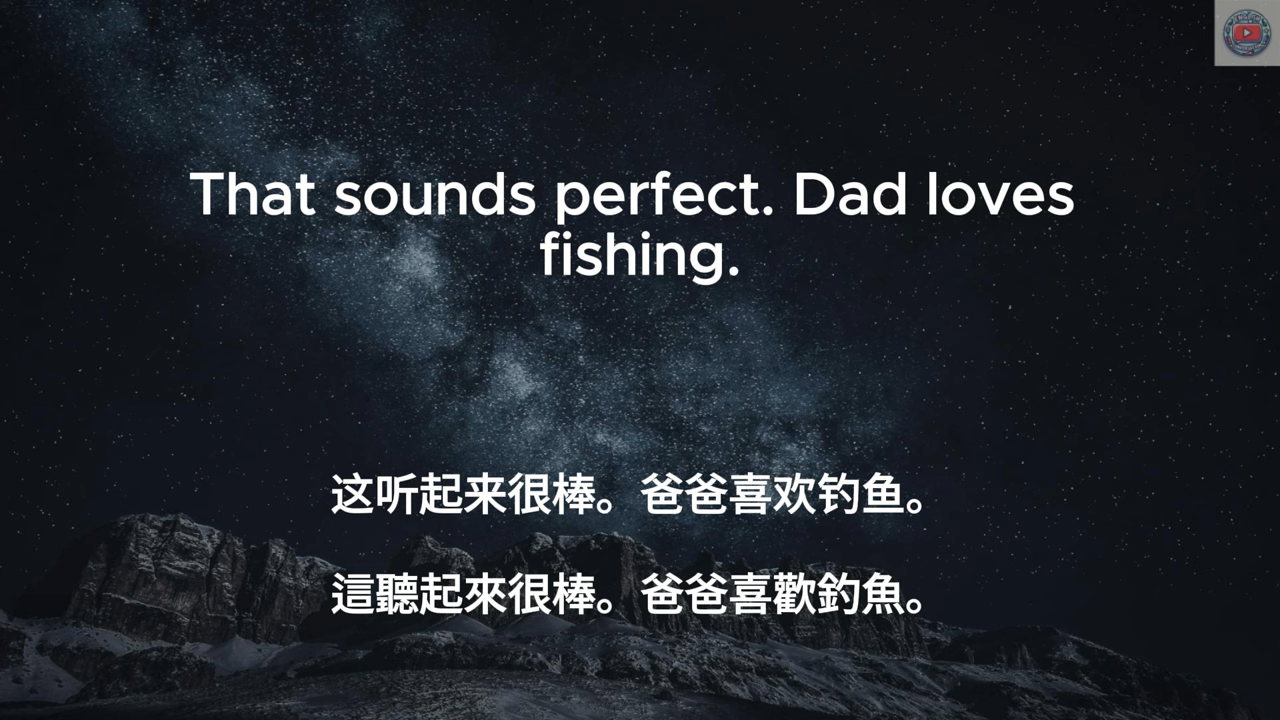 That sounds perfect. Dad loves
fishing.
这听起来很棒。爸爸喜欢钓鱼。
這聽起來很棒。爸爸喜歡釣魚。